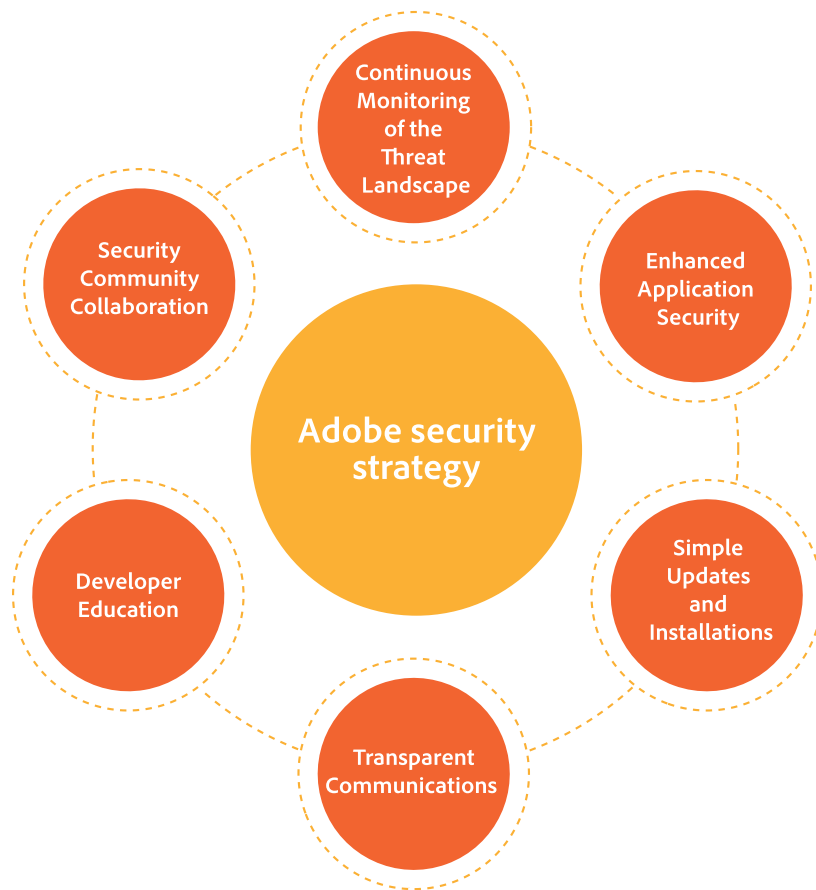 Continuous
Monitoring
of the
Threat
Landscape
Enhanced
Application
Security
Simple
Updates
and
Installations
Transparent
Communications
Developer
Education
Security
Community
Collaboration
Adobe security
strategy